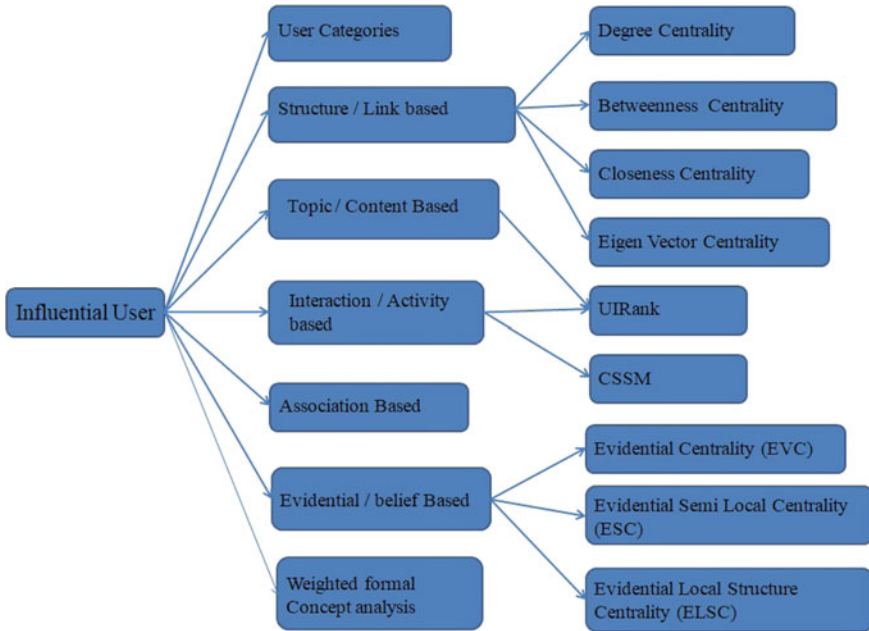 Influential User
User Categories
Structure / Link based
Topic / Content Based
Interaction / Activity
based
Association Based
Evidential / belief Based
Weighted formal
Concept analysis
Degree Centrality
Betweenness Centrality
Closeness Centrality
Eigen Vector Centrality
UIRank
CSSM
Evidential Centrality (EVC)
Evidential Semi Local Centrality
(ESC)
Evidential Local Structure
Centrality (ELSC)